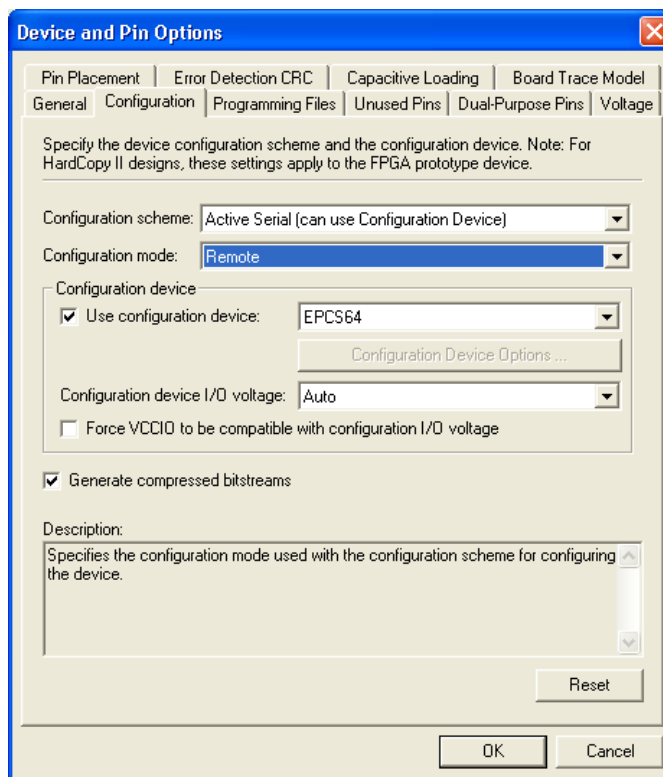 Device and Pin Options
Pin Placement Error Detection CRC Capacitive Loading Board Trace Model
General Configuration Programming Files Unused Pins Dual-Purpose Pins Voltage
Specify the device configuration scheme and the configuration device. Note: For
HardCopy II designs, these settings apply to the FPGA prototype device.
Configuration scheme: Active Serial (can use Configuration Device)
Configuration mode: Remote
Configuration device
Use configuration device: EPCS64
Configuration Device Options ...
Configuration device I/O voltage: Auto
Force VCCIO to be compatible with configuration I/O voltage
Generate compressed bitstreams
Description:
Specifies the configuration mode used with the configuration scheme for configuring
the device.
Reset
OK Cancel